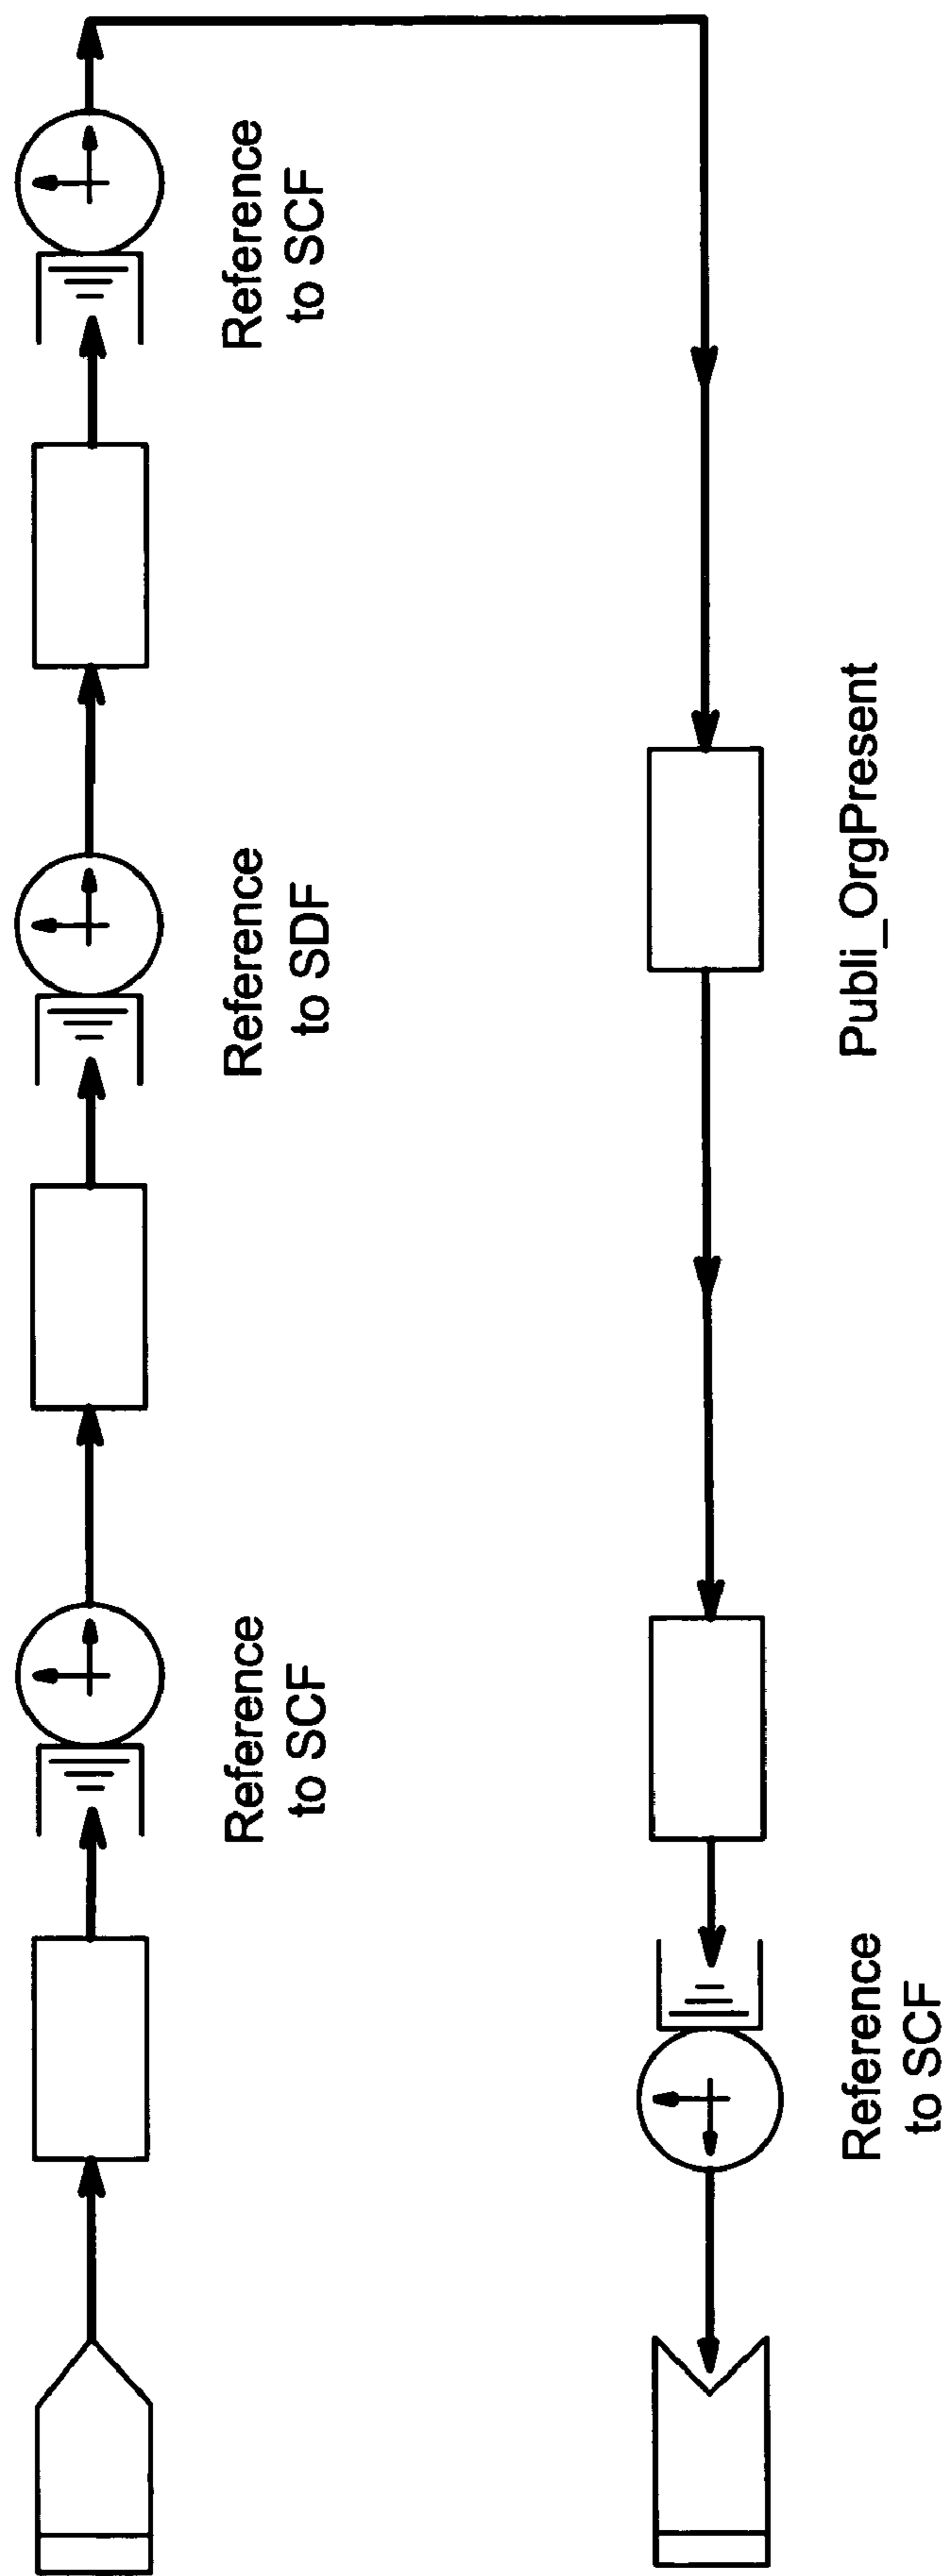 Reference
to SCF
Reference
to SDF
Reference
to SCF
Publi_OrgPresent
Reference
to SCF